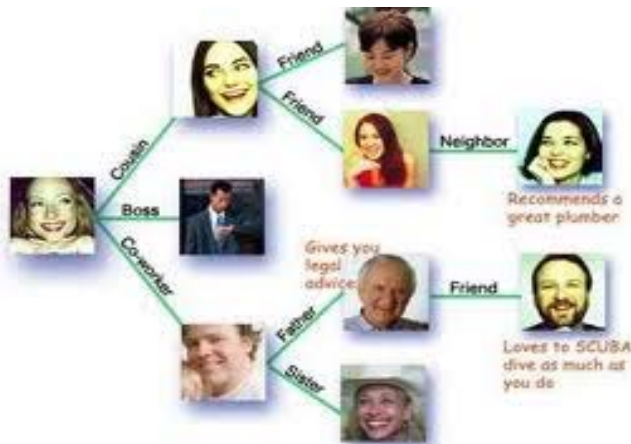 Friend
Friend
Cousin
Neighbor
Recommends a
great plumber
Boss
Co-worker
Gives you
legal
advice
Father
Friend
Sister
Loves to SCUBA
dive as much as
you do